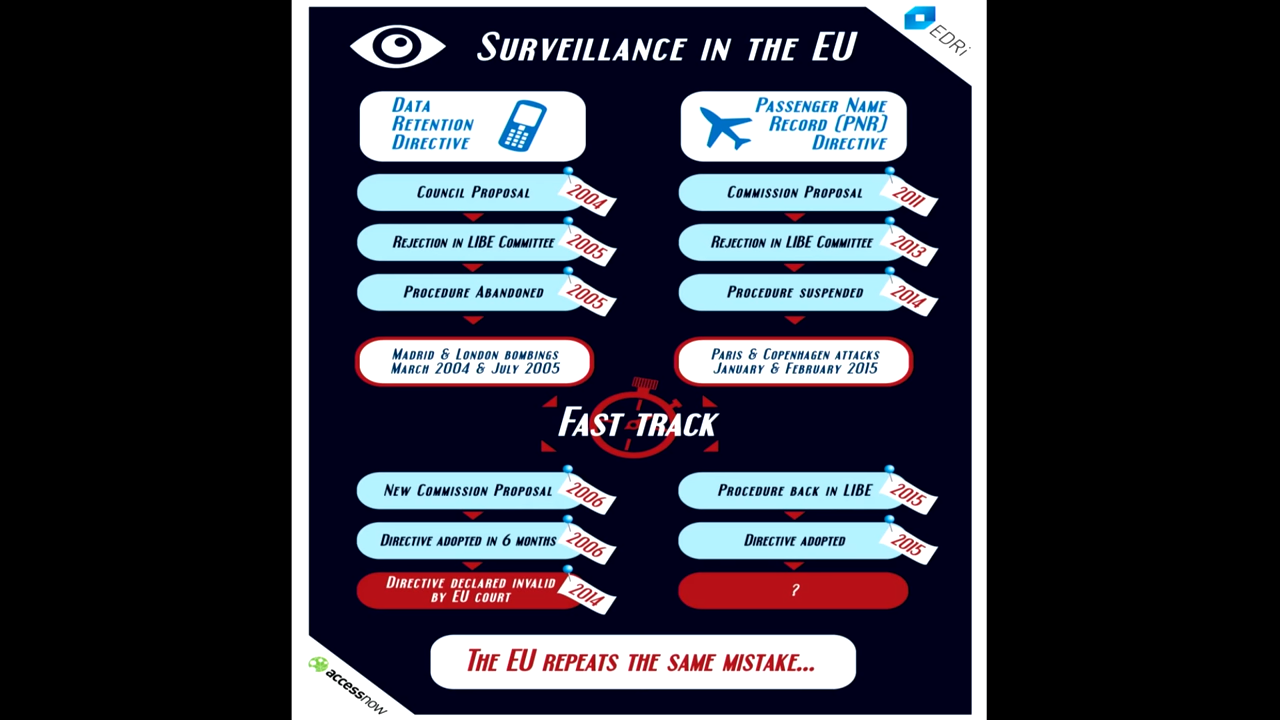 SURVEILLANCE IN THE EU
EDRi
DATA
RETENTION
DIRECTIVE
PASSENGER NAME
RECORD (PNR)
DIRECTIVE
COUNCIL PROPOSAL
2004
COMMISSION PROPOSAL
2011
REJECTION IN LIBE COMMITTEE
2005
REJECTION IN LIBE COMMITTEE
2013
PROCEDURE ABANDONED
2005
PROCEDURE SUSPENDED
2014
MADRID & LONDON BOMBINGS
MARCH 2004 & JULY 2005
PARIS & COPENHAGEN ATTACKS
JANUARY & FEBRUARY 2015
FAST TRACK
NEW COMMISSION PROPOSAL
2006
PROCEDURE BACK IN LIBE
2015
DIRECTIVE ADOPTED IN 6 MONTHS
2006
DIRECTIVE ADOPTED
2015
DIRECTIVE DECLARED INVALID
BY EU COURT
2014
?
THE EU REPEATS THE SAME MISTAKE...
accessnow